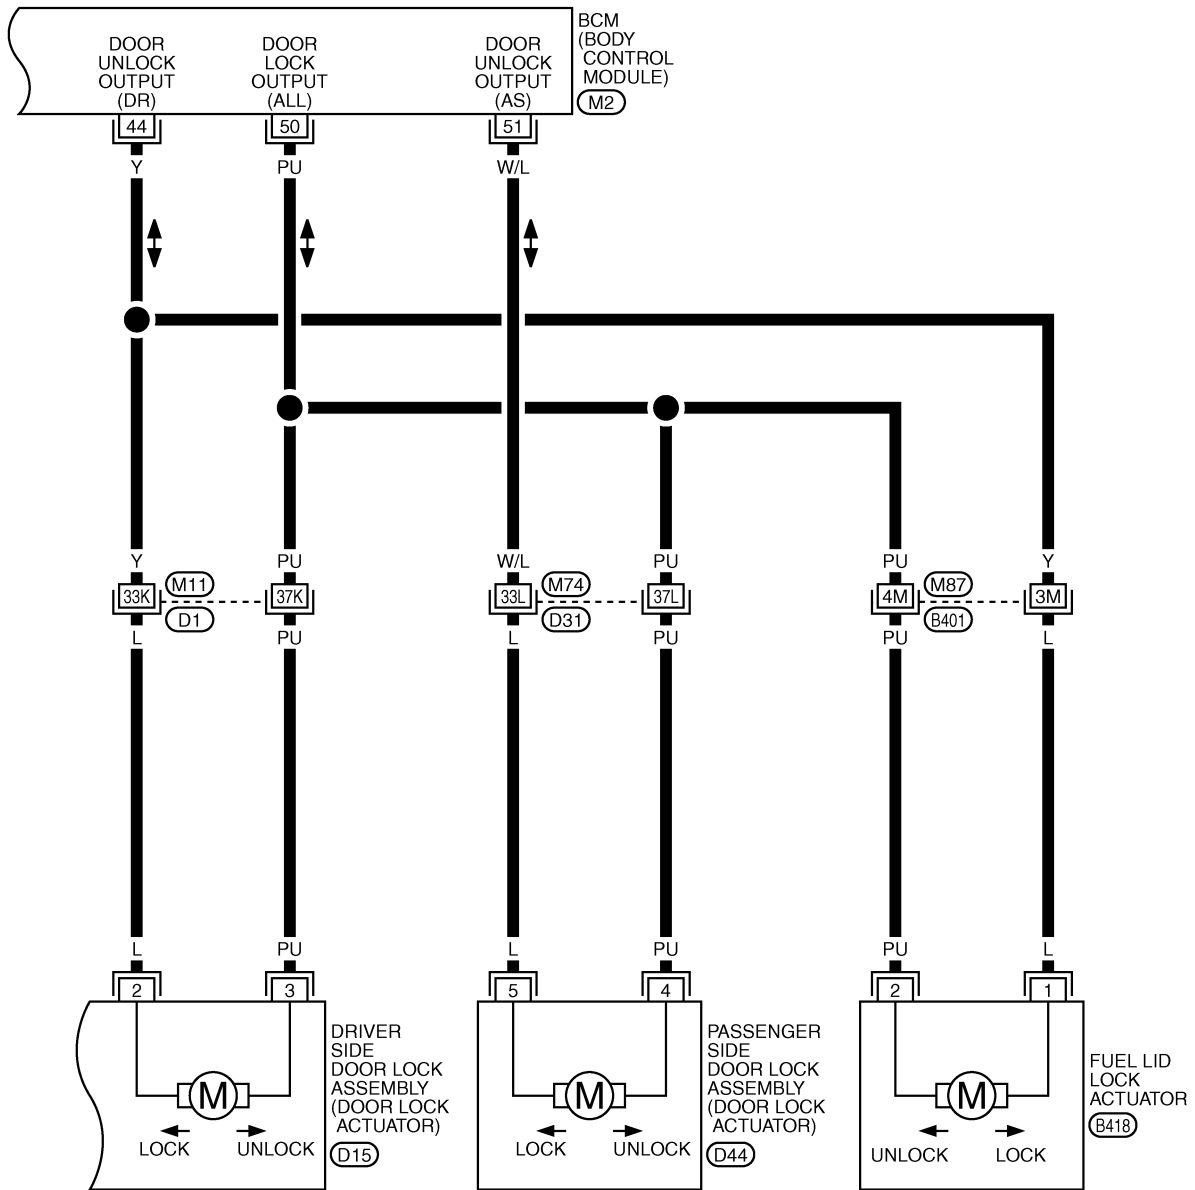 BCM
(BODY
CONTROL
MODULE)
M2
DOOR
UNLOCK
OUTPUT
(DR)
DOOR
LOCK
OUTPUT
(ALL)
DOOR
UNLOCK
OUTPUT
(AS)
44
50
51
Y
PU
W/L
Y
PU
W/L
PU
PU
Y
33K
M11
D1
37K
33L
M74
D31
37L
4M
M87
B401
3M
L
PU
L
PU
PU
L
L
PU
L
PU
PU
L
2
3
5
4
2
1
M
LOCK
UNLOCK
DRIVER
SIDE
DOOR LOCK
ASSEMBLY
(DOOR LOCK
ACTUATOR)
D15
M
LOCK
UNLOCK
PASSENGER
SIDE
DOOR LOCK
ASSEMBLY
(DOOR LOCK
ACTUATOR)
D44
M
UNLOCK
LOCK
FUEL LID
LOCK
ACTUATOR
B418